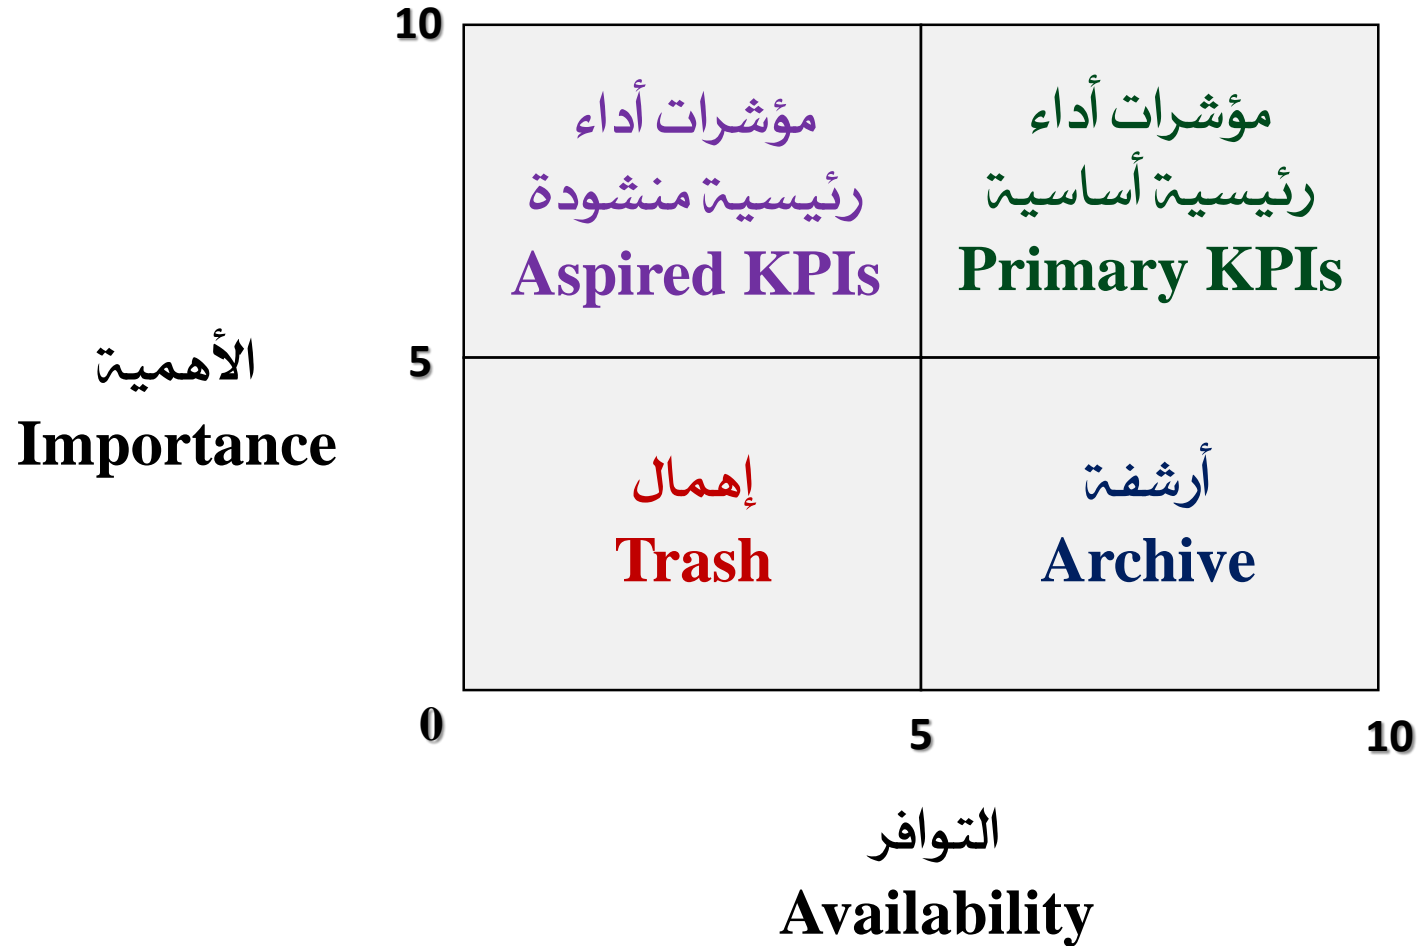 10
مؤشرات أداء
رئيسية منشودة
Aspired KPIs
مؤشرات أداء
رئيسية أساسية
Primary KPIs
الأهمية
Importance
5
إهمال
Trash
أرشفة
Archive
0
5
10
التوافر
Availability